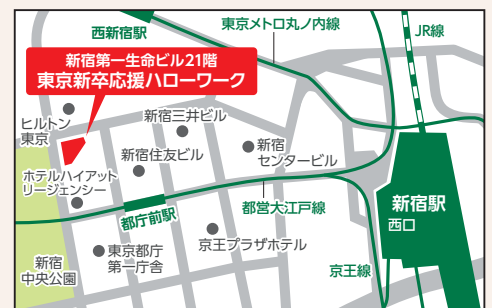 西新宿駅
東京メトロ丸ノ内線
JR線
新宿第一生命ビル21階
東京新卒応援ハローワーク
ヒルトン
東京
新宿三井ビル
新宿
センタービル
新宿住友ビル
ホテルハイアット
リージェンシー
新宿駅
西口
都庁前駅
都営大江戸線
東京都庁
第一庁舎
京王プラザホテル
新宿
中央公園
京王線